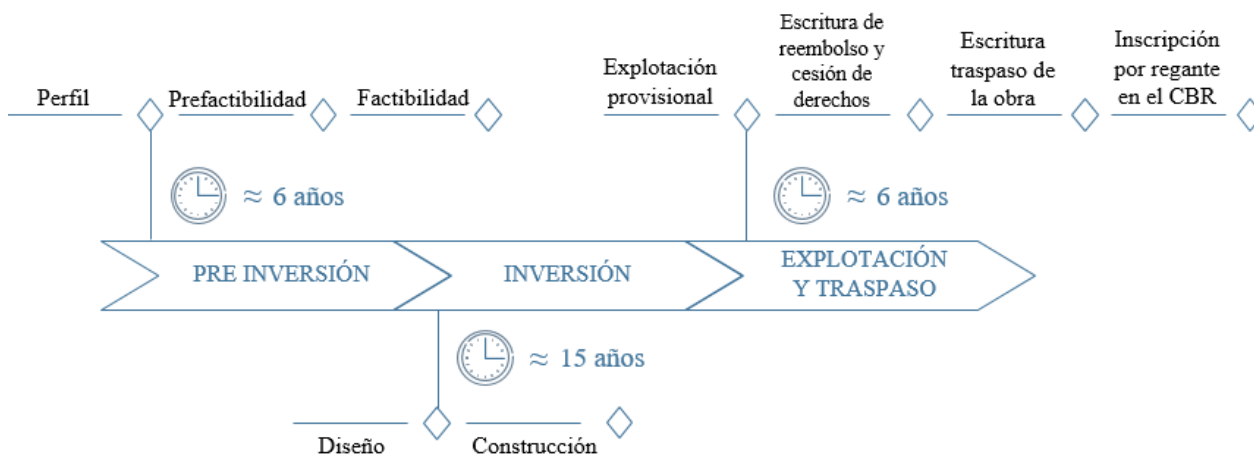 Perfil
Prefactibilidad
Factibilidad
Explotación
provisional
Escritura de
reembolso y
cesión de
derechos
Escritura
traspaso de
la obra
Inscripción
por regante
en el CBR
≈ 6 años
≈ 6 años
PRE INVERSIÓN
INVERSIÓN
EXPLOTACIÓN
Y TRASPASO
≈ 15 años
Diseño
Construcción